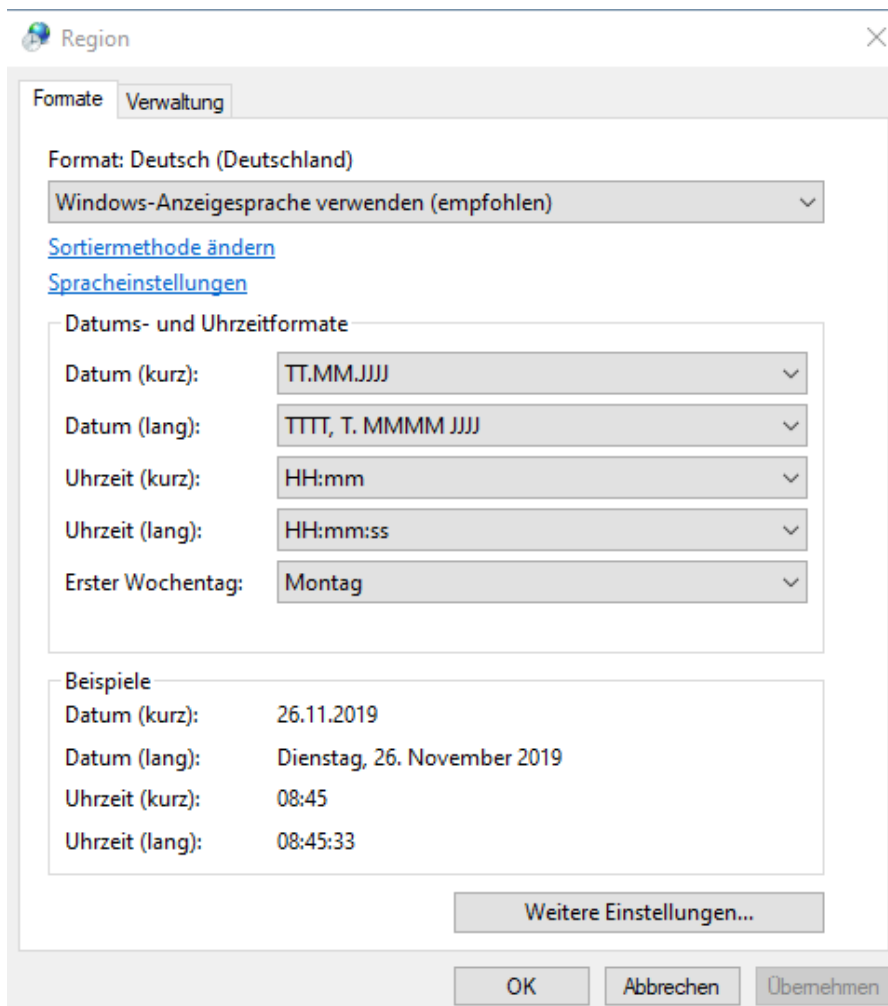 Region
Formate Verwaltung
Format: Deutsch (Deutschland)
Windows-Anzeigesprache verwenden (empfohlen)
Sortiermethode ändern
Spracheinstellungen
Datums- und Uhrzeitformate
Datum (kurz): TT.MM.JJJJ
Datum (lang): TTTT, T. MMMM JJJJ
Uhrzeit (kurz): HH:mm
Uhrzeit (lang): HH:mm:ss
Erster Wochentag: Montag
Beispiele
Datum (kurz): 26.11.2019
Datum (lang): Dienstag, 26. November 2019
Uhrzeit (kurz): 08:45
Uhrzeit (lang): 08:45:33
Weitere Einstellungen...
OK Abbrechen Übernehmen